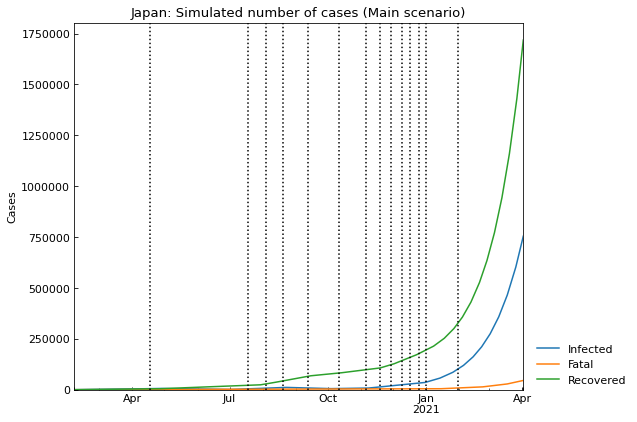 Japan: Simulated number of cases (Main scenario)
1750000
1500000
1250000
1000000
750000
500000
250000
0
Cases
Apr
Jul
Oct
Jan
2021
Apr
Infected
Fatal
Recovered